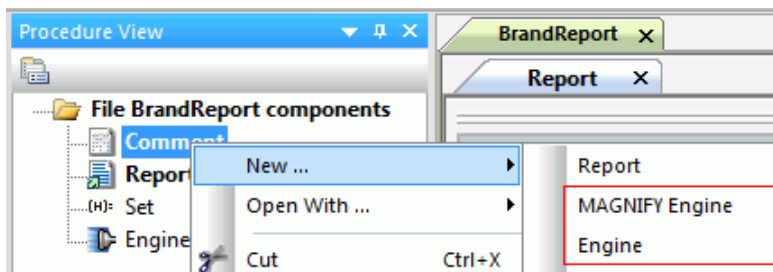 Procedure View
BrandReport
Report
File BrandReport components
Comment
Report
(H)= Set
Engine
New ...
Open With ...
Cut Ctrl+X
Report
MAGNIFY Engine
Engine